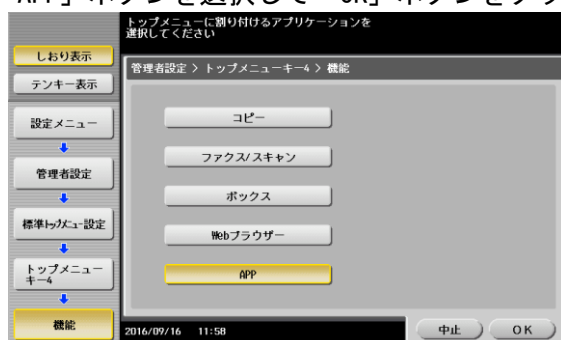 APP」ボタンを選択して「OK」ボタンを
トップメニューに割り付けるアプリケーションを
選択してください
しおり表示
テンキー表示
管理者設定 > トップメニューキー4 > 機能
設定メニュー
管理者設定
標準トップメニュー設定
トップメニュー
キー4
機能
コピー
ファクス/スキャン
ボックス
Webブラウザー
APP
2016/09/16 11:58
中止
OK